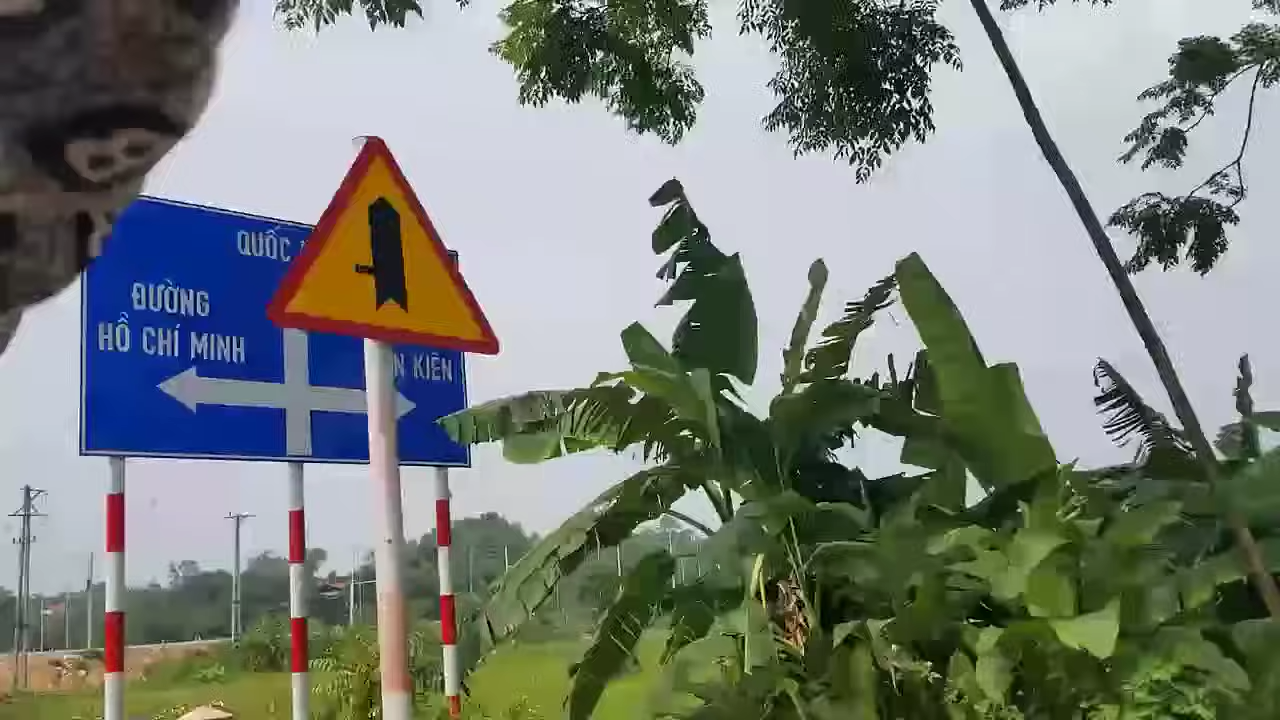 QUỐC
ĐƯỜNG
HỒ CHÍ MINH
N KIÊN